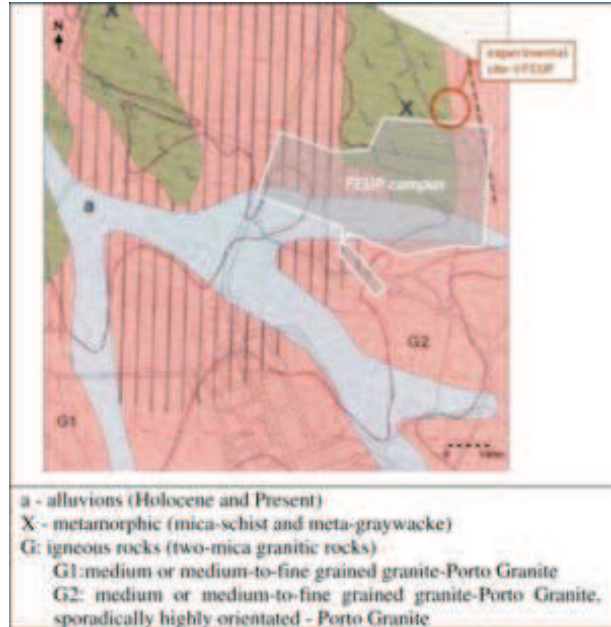 X
N
experimental
site-FEUP
X
FEUP campus
a
G2
G1
0 100m
a - alluvions (Holocene and Present)
X - metamorphic (mica-schist and meta-graywacke)
G: igneous rocks (two-mica granitic rocks)
G1:medium or medium-to-fine grained granite-Porto Granite
G2: medium or medium-to-fine grained granite-Porto Granite,
sporadically highly orientated - Porto Granite